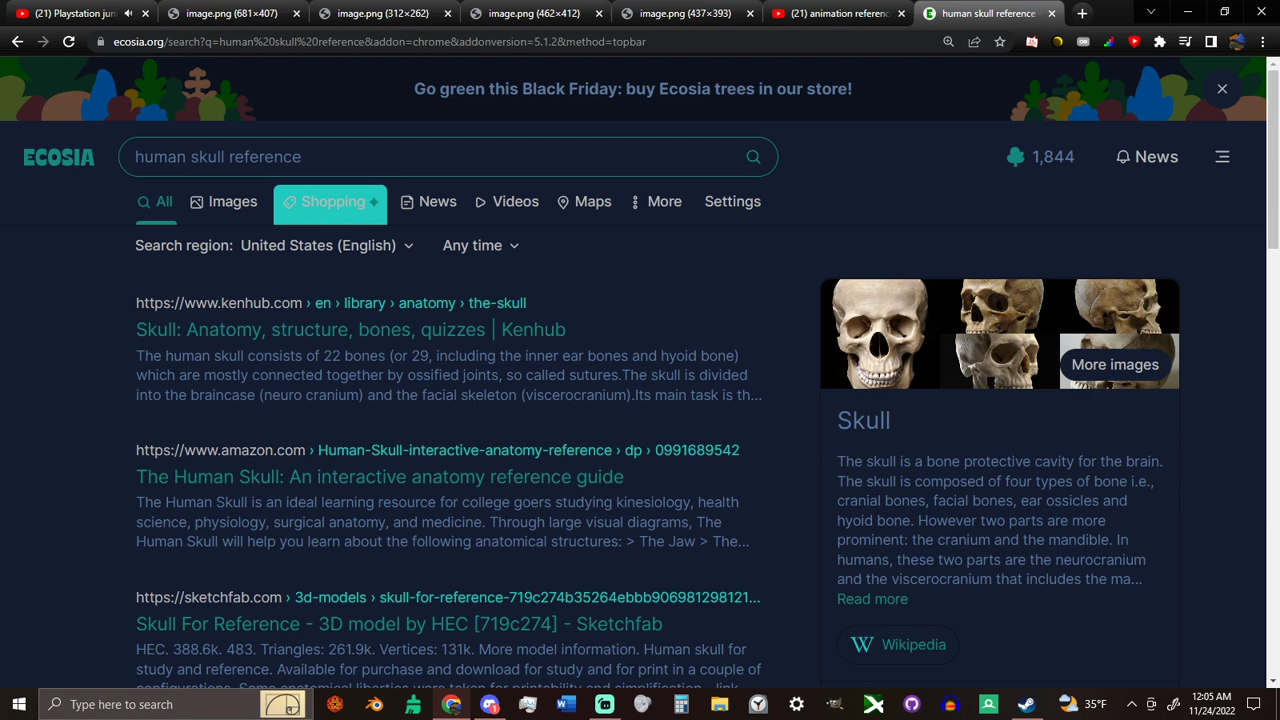 (21) Playstation jun
image.png (681×407)
image.png (312×262)
image.png (462×412)
image.png (437×393)
(21) animation referenc
human skull reference -
ecosia.org/search?q=human%20skull%20reference&addon=chrome&addonversion=5.1.2&method=topbar
Go green this Black Friday: buy Ecosia trees in our store!
ECOSIA
human skull reference
1,844
News
All
Images
Shopping
News
Videos
Maps
More
Settings
Search region: United States (English)
Any time
https://www.kenhub.com › en › library › anatomy › the-skull
Skull: Anatomy, structure, bones, quizzes | Kenhub
The human skull consists of 22 bones (or 29, including the inner ear bones and hyoid bone)
which are mostly connected together by ossified joints, so called sutures.The skull is divided
into the braincase (neuro cranium) and the facial skeleton (viscerocranium).Its main task is th...
https://www.amazon.com › Human-Skull-interactive-anatomy-reference › dp › 0991689542
The Human Skull: An interactive anatomy reference guide
The Human Skull is an ideal learning resource for college goers studying kinesiology, health
science, physiology, surgical anatomy, and medicine. Through large visual diagrams, The
Human Skull will help you learn about the following anatomical structures: > The Jaw > The...
https://sketchfab.com › 3d-models › skull-for-reference-719c274b35264ebbb906981298121...
Skull For Reference - 3D model by HEC [719c274] - Sketchfab
HEC. 388.6k. 483. Triangles: 261.9k. Vertices: 131k. More model information. Human skull for
study and reference. Available for purchase and download for study and for print in a couple of
configurations. Some anatomical liberties were taken for printability and simplification - link
More images
Skull
The skull is a bone protective cavity for the brain.
The skull is composed of four types of bone i.e.,
cranial bones, facial bones, ear ossicles and
hyoid bone. However two parts are more
prominent: the cranium and the mandible. In
humans, these two parts are the neurocranium
and the viscerocranium that includes the ma...
Read more
W Wikipedia
Type here to search
35°F
12:05 AM
11/24/2022